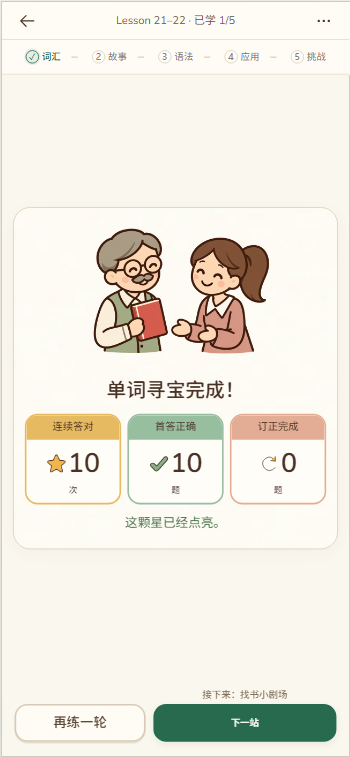 Lesson 21–22 · 已学 1/5
词汇 — 2 故事 — 3 语法 — 4 应用 — 5 挑战
单词寻宝完成！
连续答对 首答正确 订正完成
10 10 0
次 题 题
这颗星已经点亮。
接下来：找书小剧场
再练一轮 下一站